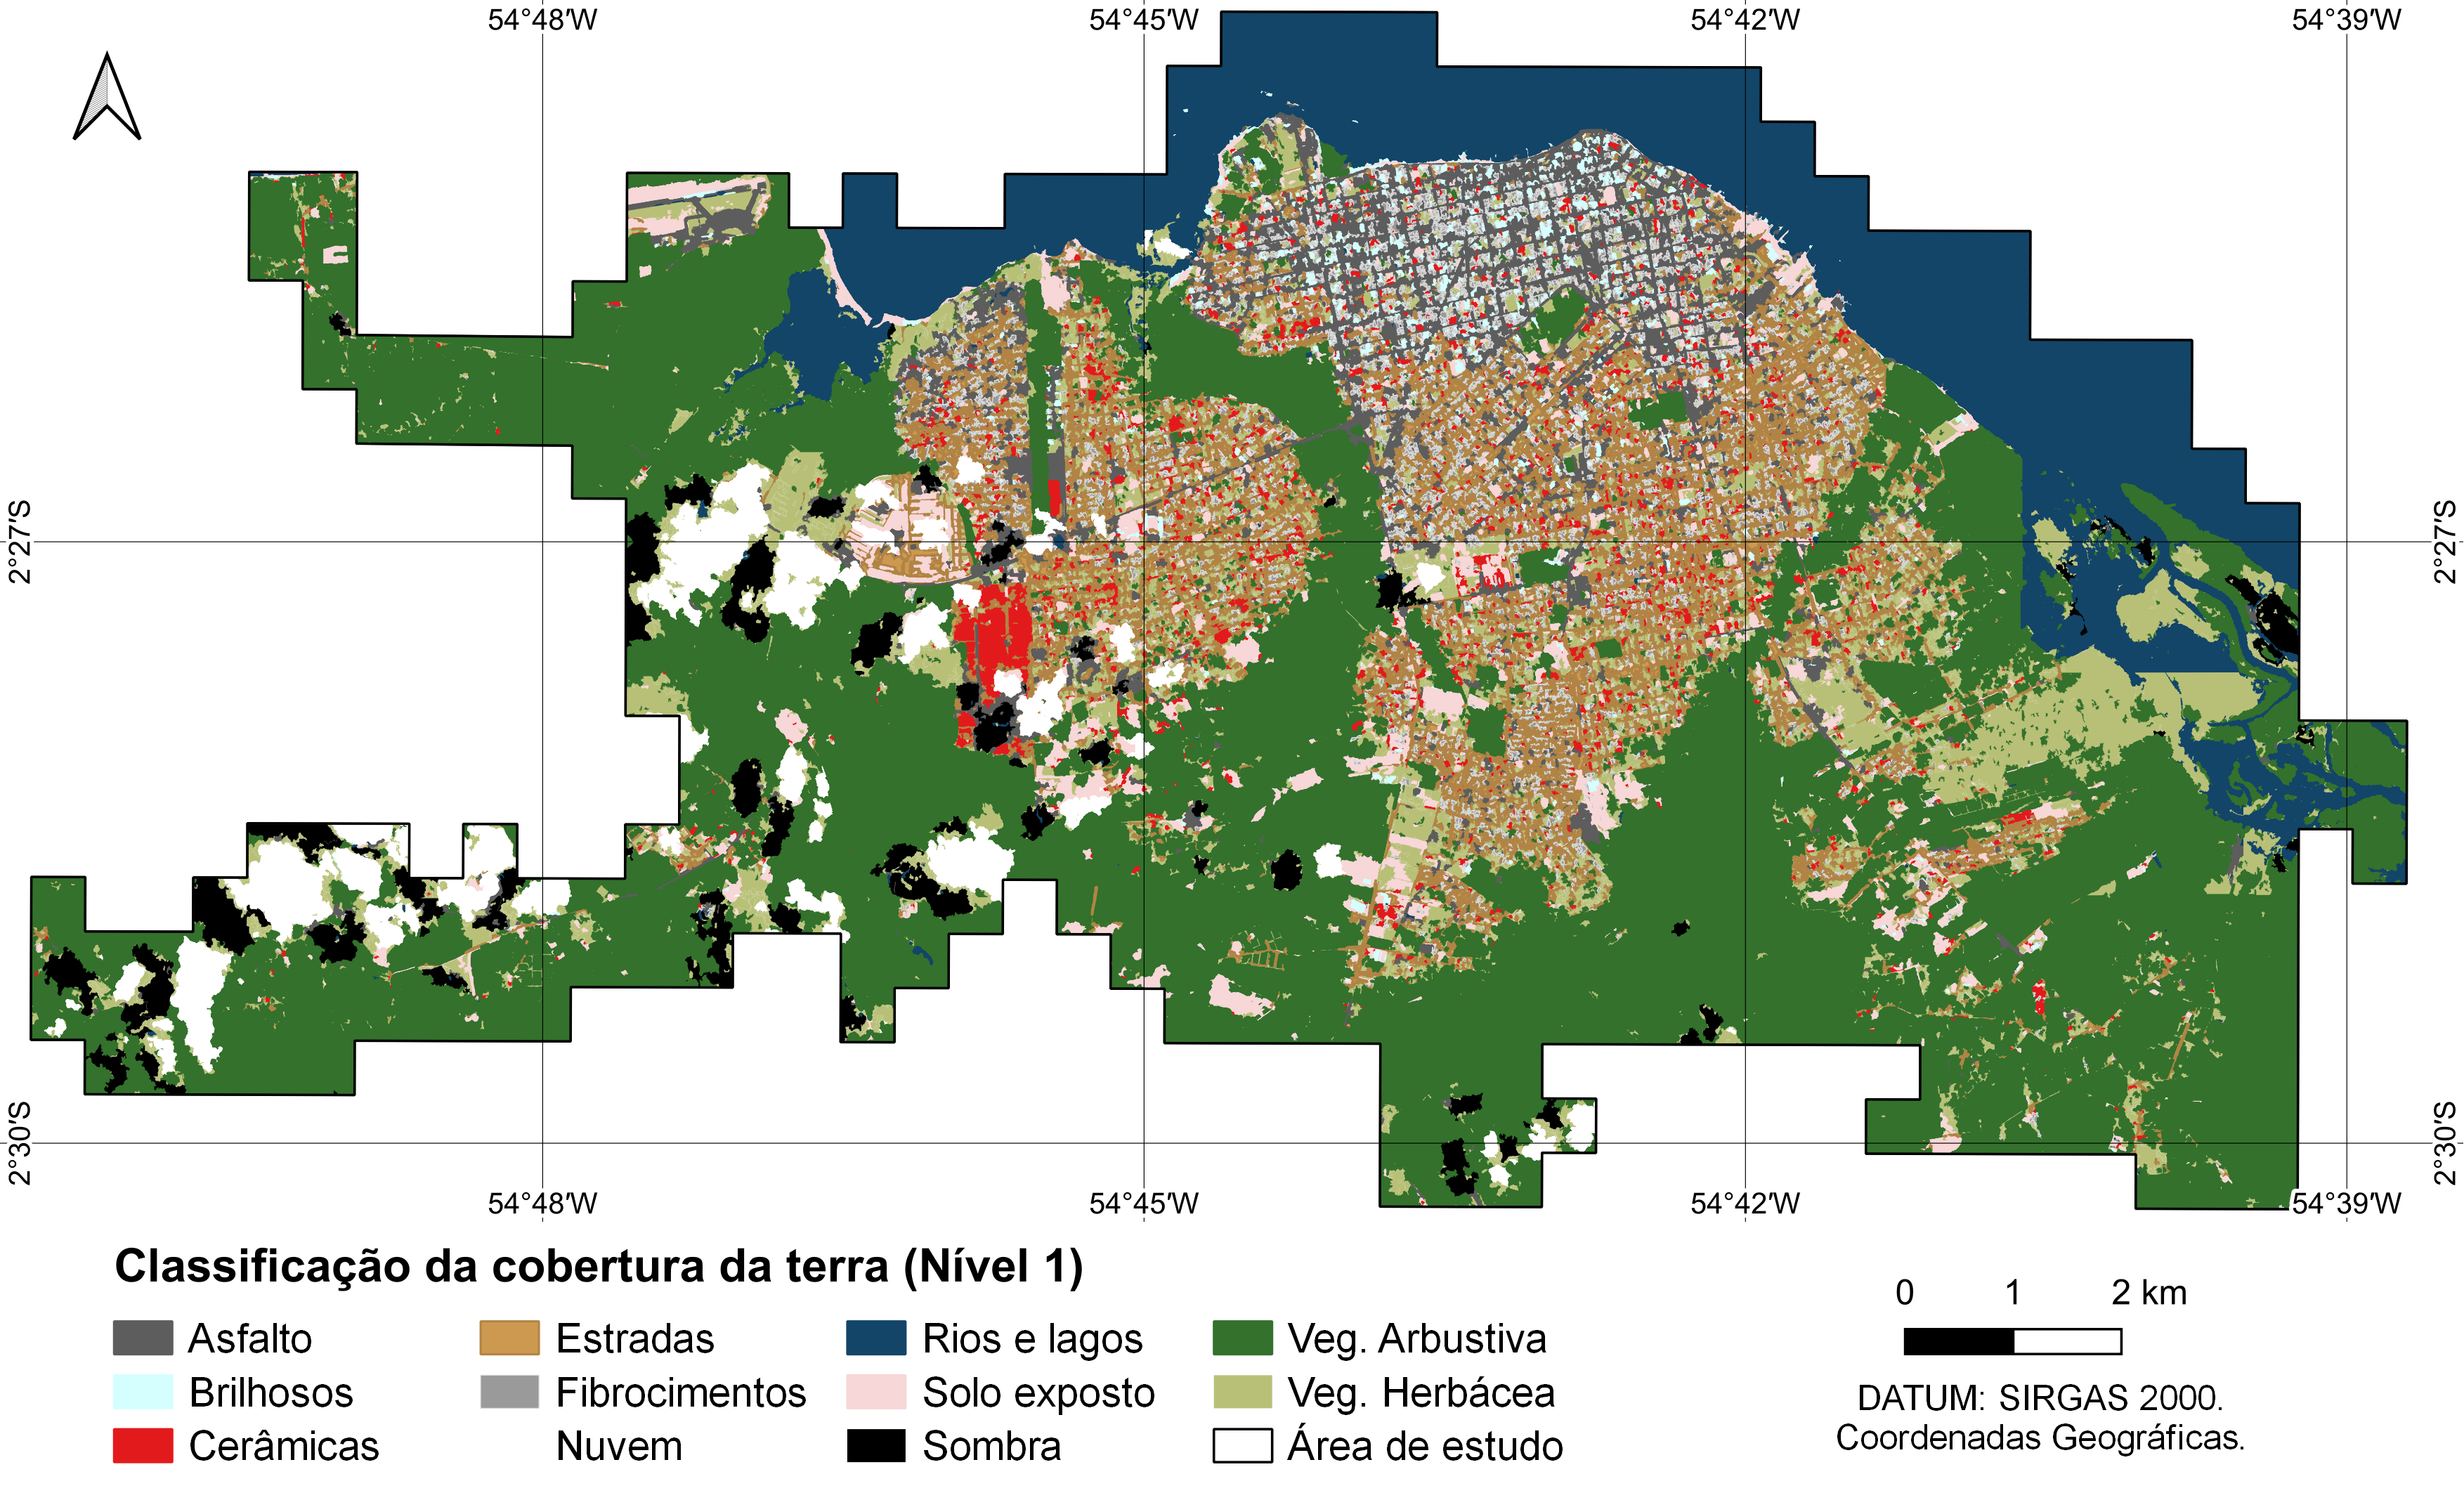 54°48′W 54°45′W 54°42′W 54°39′W
2°27′S 2°27′S
2°30′S 2°30′S
54°48′W 54°45′W 54°42′W 54°39′W
Classificação da cobertura da terra (Nível 1)
0 1 2 km
Asfalto Estradas Rios e lagos Veg. Arbustiva
Brilhosos Fibrocimentos Solo exposto Veg. Herbácea
DATUM: SIRGAS 2000.
Cerâmicas Nuvem Sombra Área de estudo
Coordenadas Geográficas.